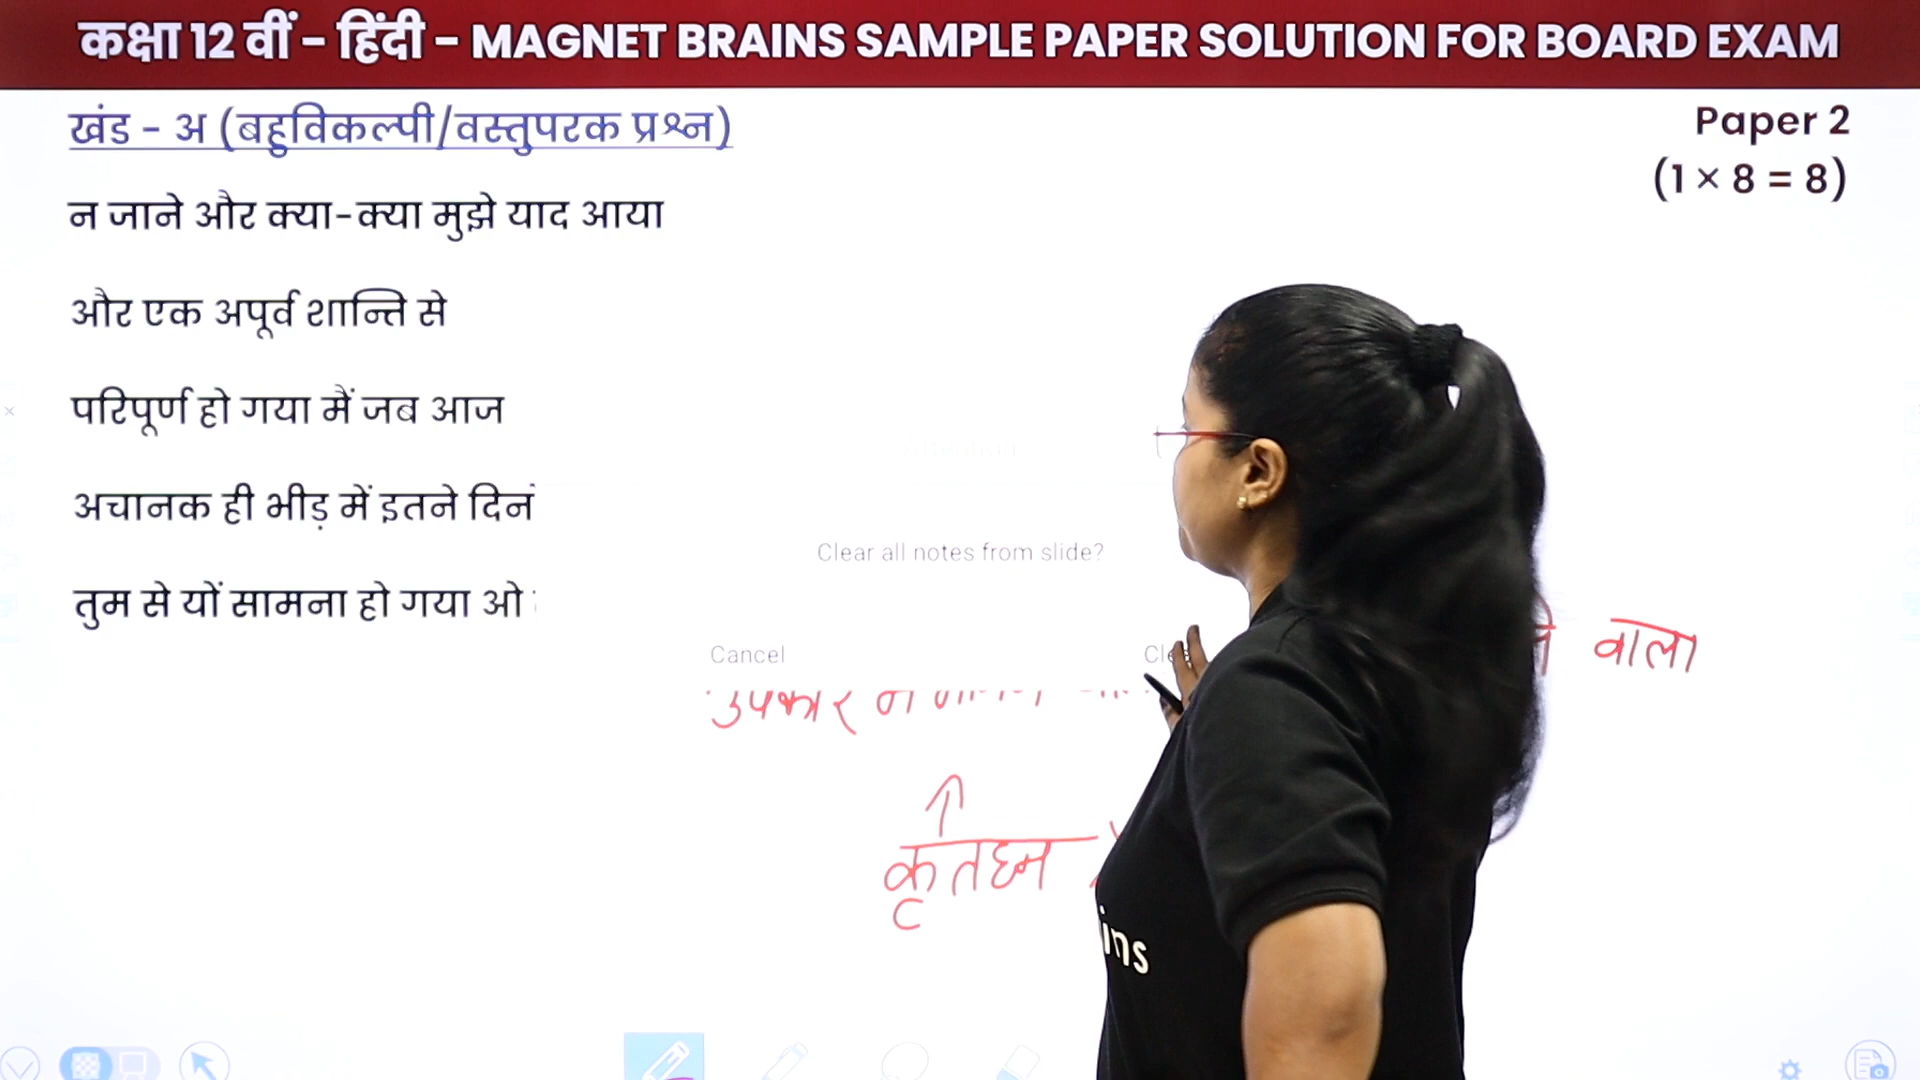 कक्षा 12 वीं - हिंदी - MAGNET BRAINS SAMPLE PAPER SOLUTION FOR BOARD EXAM
खंड - अ (बहुविकल्पी/वस्तुपरक प्रश्न)
Paper 2
(1 × 8 = 8)
न जाने और क्या-क्या मुझे याद आया
और एक अपूर्व शान्ति से
परिपूर्ण हो गया मैं जब आज
अचानक ही भीड़ में इतने
तुम से यों सामना हो गया ओ
Clear all notes from slide?
Cancel
वाला
उपकार न
कृतघ्न
ins